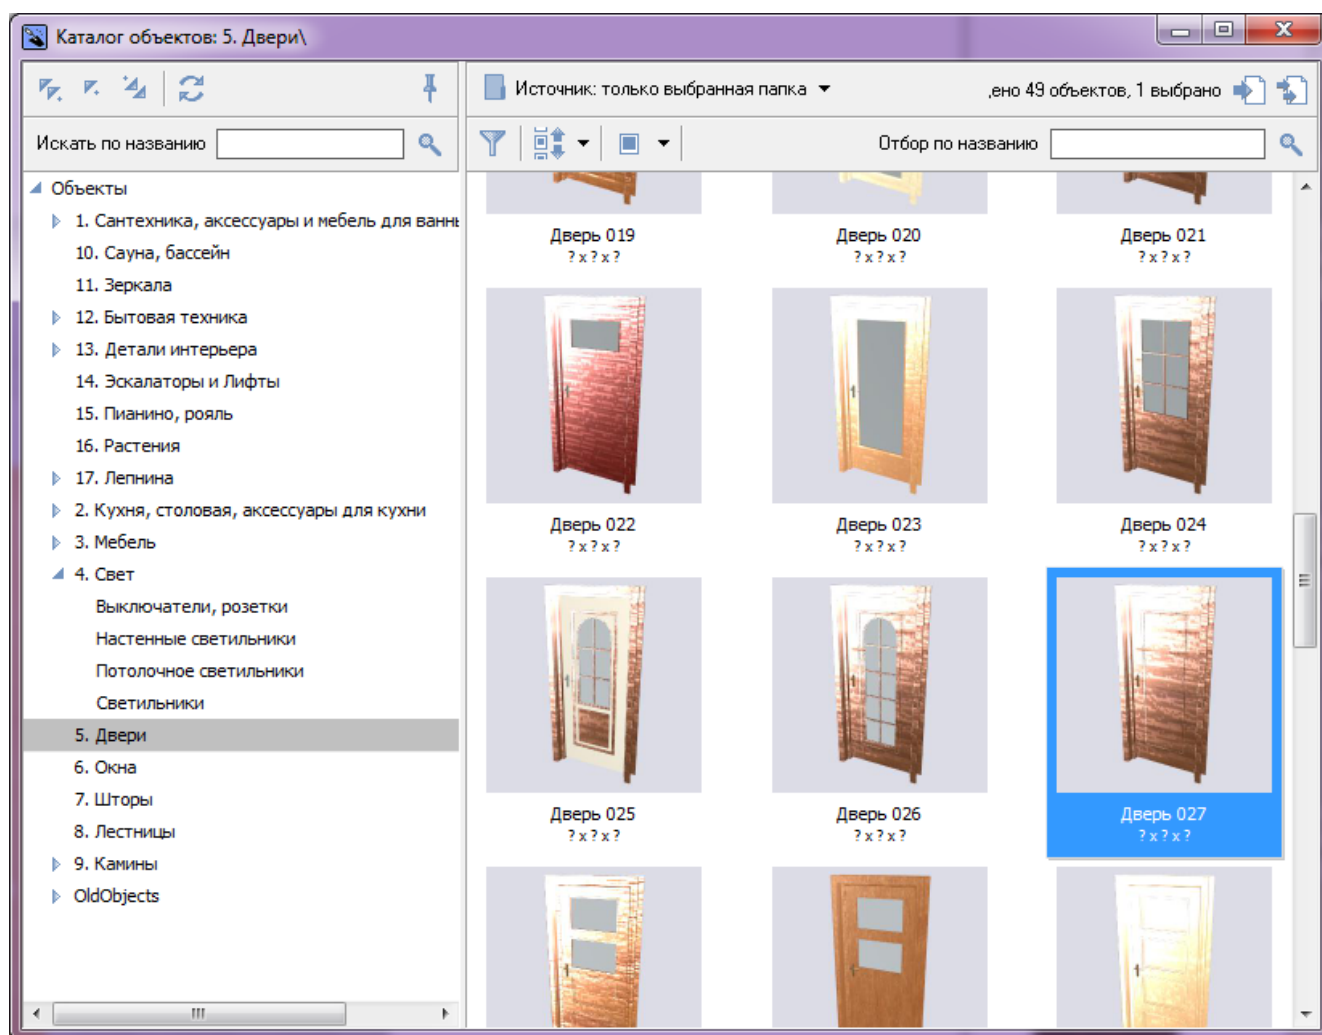 Каталог объектов: 5. Двери\
Источник: только выбранная папка
,ено 49 объектов, 1 выбрано
Искать по названию
Отбор по названию
Объекты
1. Сантехника, аксессуары и мебель для ванны
10. Сауна, бассейн
11. Зеркала
12. Бытовая техника
13. Детали интерьера
14. Эскалаторы и Лифты
15. Пианино, рояль
16. Растения
17. Лепнина
2. Кухня, столовая, аксессуары для кухни
3. Мебель
4. Свет
Выключатели, розетки
Настенные светильники
Потолочное светильники
Светильники
5. Двери
6. Окна
7. Шторы
8. Лестницы
9. Камины
OldObjects
Дверь 019
? x ? x ?
Дверь 020
? x ? x ?
Дверь 021
? x ? x ?
Дверь 022
? x ? x ?
Дверь 023
? x ? x ?
Дверь 024
? x ? x ?
Дверь 025
? x ? x ?
Дверь 026
? x ? x ?
Дверь 027
? x ? x ?